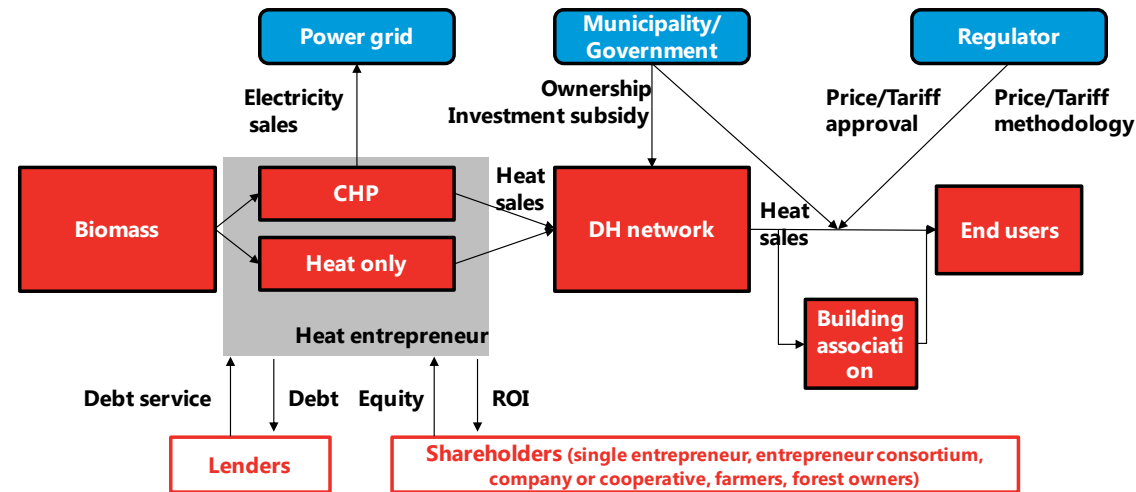 Power grid
Municipality/
Government
Regulator
Electricity
sales
Ownership
Investment subsidy
Price/Tariff
approval
Price/Tariff
methodology
Biomass
CHP
Heat only
Heat entrepreneur
Heat
sales
DH network
Heat
sales
End users
Building
associati
on
Debt service
Debt
Equity
ROI
Lenders
Shareholders (single entrepreneur, entrepreneur consortium,
company or cooperative, farmers, forest owners)